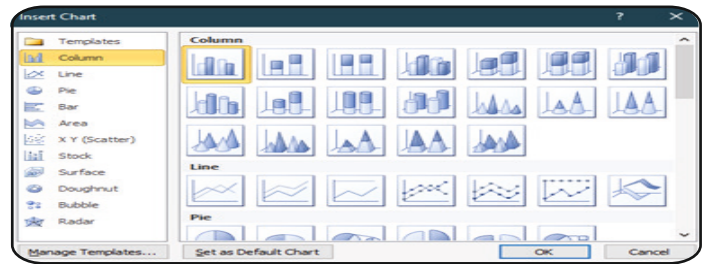 Insert Chart
Templates
Column
Line
Pie
Bar
Area
X Y (Scatter)
Stock
Surface
Doughnut
Bubble
Radar
Column
Line
Pie
Manage Templates...
Set as Default Chart
OK
Cancel